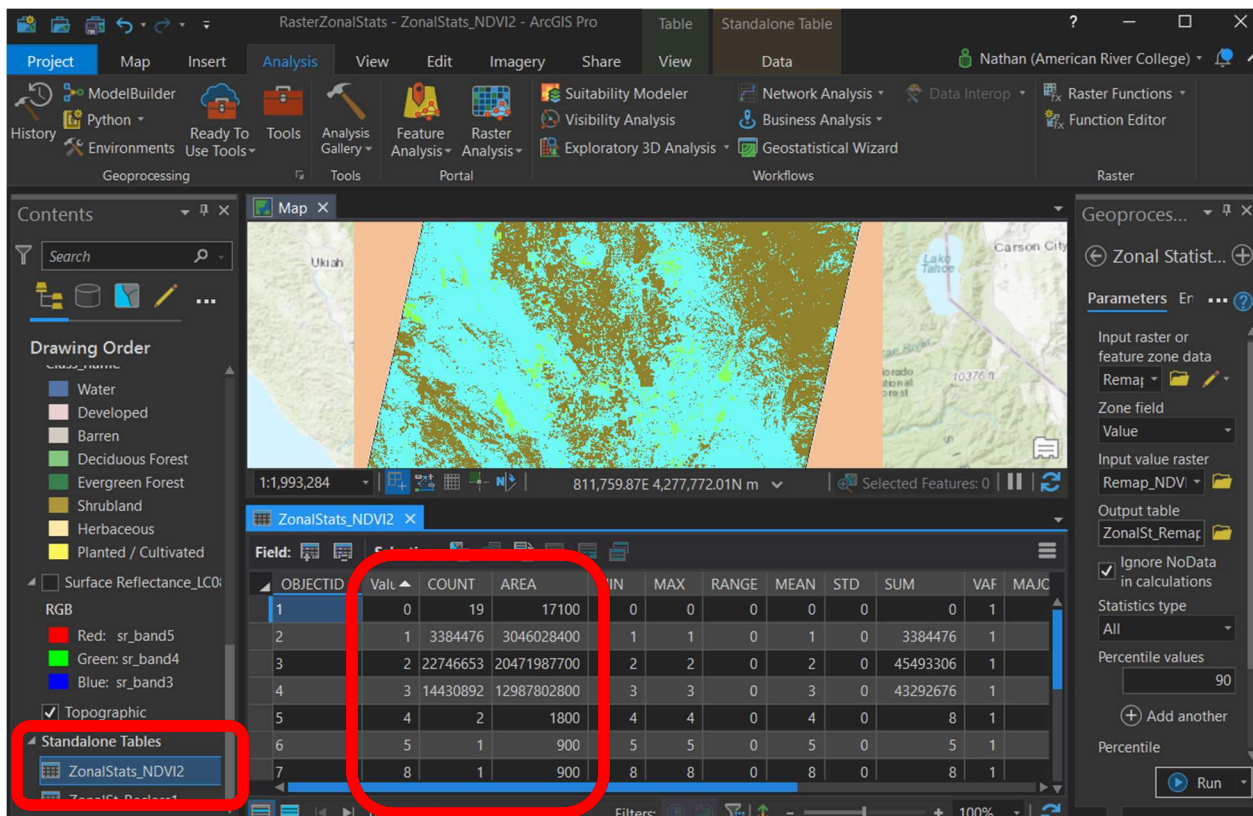 RasterZonalStats - ZonalStats_NDVI2 - ArcGIS Pro
Table
Standalone Table
?
Project Map Insert Analysis View Edit Imagery Share View Data
Nathan (American River College)
History
ModelBuilder
Python
Environments
Ready To
Use Tools
Geoprocessing
Tools
Analysis
Gallery
Tools
Feature
Analysis
Raster
Analysis
Portal
Suitability Modeler
Visibility Analysis
Exploratory 3D Analysis
Network Analysis
Business Analysis
Geostatistical Wizard
Workflows
Data Interop
Raster Functions
Function Editor
Raster
Contents
Search
Drawing Order
Class_name
Water
Developed
Barren
Deciduous Forest
Evergreen Forest
Shrubland
Herbaceous
Planted / Cultivated
Surface Reflectance_LC08
RGB
Red: sr_band5
Green: sr_band4
Blue: sr_band3
Topographic
Standalone Tables
ZonalStats_NDVI2
Map
Ukiah
Lake
Tahoe
Carson City
10376 ft
1:1,993,284
811,759.87E 4,277,772.01N m
Selected Features: 0
ZonalStats_NDVI2
Field:
OBJECTID Valu COUNT AREA MIN MAX RANGE MEAN STD SUM VAR MAJO
1 0 19 17100 0 0 0 0 0 0 1
2 1 3384476 3046028400 1 1 0 1 0 3384476 1
3 2 22746653 20471987700 2 2 0 2 0 45493306 1
4 3 14430892 12987802800 3 3 0 3 0 43292676 1
5 4 2 1800 4 4 0 4 0 8 1
6 5 1 900 5 5 0 5 0 5 1
7 8 1 900 8 8 0 8 0 8 1
Filters:
100%
Geoproces...
Zonal Statist...
Parameters En
Input raster or
feature zone data
Remap
Zone field
Value
Input value raster
Remap_NDVI
Output table
ZonalSt_Remap
Ignore NoData
in calculations
Statistics type
All
Percentile values
90
Add another
Percentile
Run